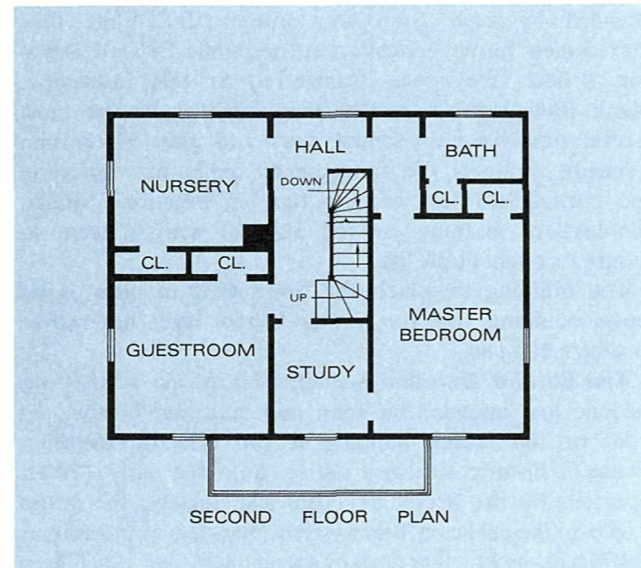 HALL
BATH
DOWN
NURSERY
CL.
CL.
CL.
CL.
UP
MASTER
BEDROOM
GUESTROOM
STUDY
SECOND FLOOR PLAN